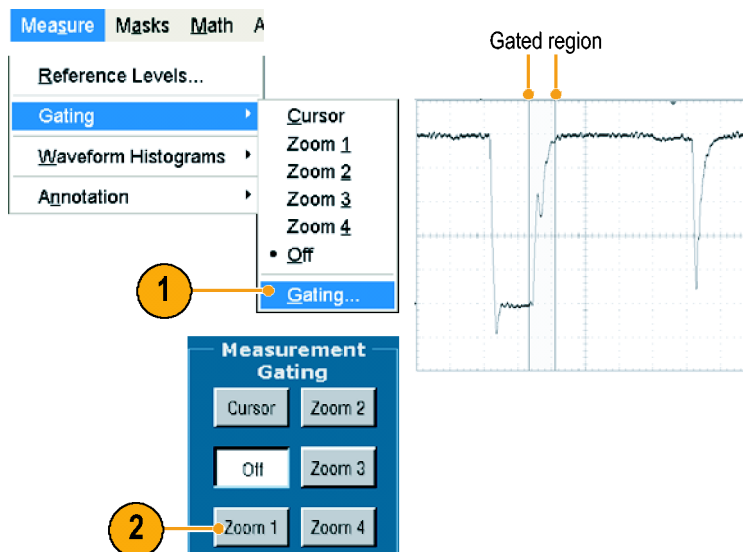 Measure Masks Math A
Reference Levels...
Gating
Waveform Histograms
Annotation
Cursor
Zoom 1
Zoom 2
Zoom 3
Zoom 4
• Off
Gating...
1
Gated region
Measurement
Gating
Cursor Zoom 2
Off Zoom 3
Zoom 1 Zoom 4
2